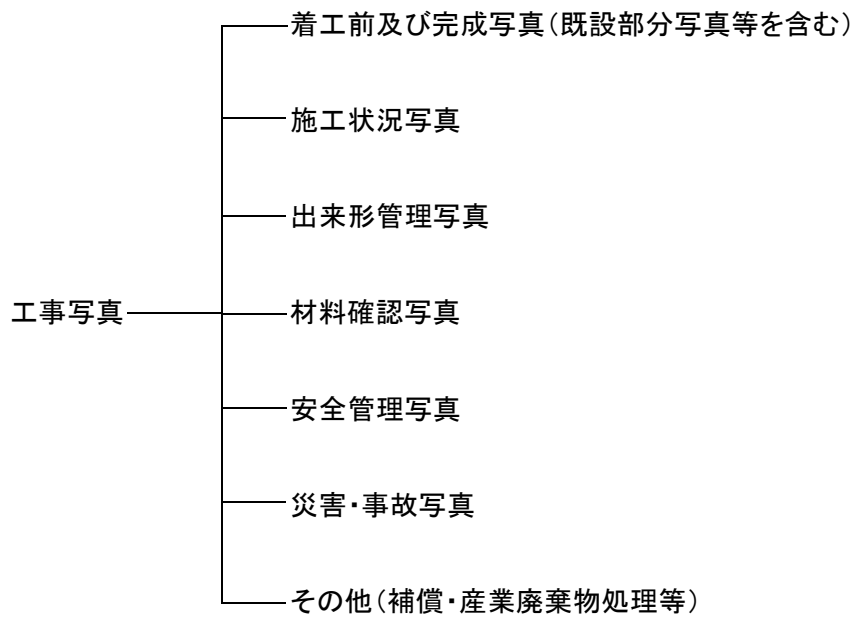 着工前及び完成写真（既設部分写真等を含む）
施工状況写真
出来形管理写真
工事写真
材料確認写真
安全管理写真
災害・事故写真
その他（補償・産業廃棄物処理等）